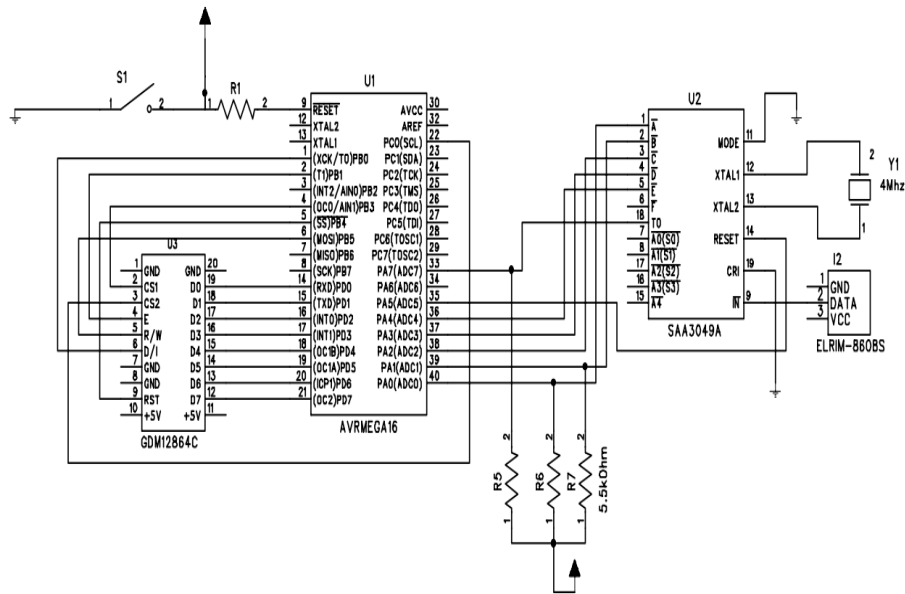 S1
1 2
1 R1 2
U1
9 RESET
12 XTAL2
13 XTAL1
1 (XCK/T0)PB0
2 (T1)PB1
3 (INT2/AIN0)PB2
4 (OC0/AIN1)PB3
5 (SS)PB4
6 (MOSI)PB5
7 (MISO)PB6
8 (SCK)PB7
14 (RXD)PD0
15 (TXD)PD1
16 (INT0)PD2
17 (INT1)PD3
18 (OC1B)PD4
19 (OC1A)PD5
20 (ICP1)PD6
21 (OC2)PD7
AVCC 30
AREF 32
PC0(SCL) 22
PC1(SDA) 23
PC2(TCK) 24
PC3(TMS) 25
PC4(TDO) 26
PC5(TDI) 27
PC6(TOSC1) 28
PC7(TOSC2) 29
PA7(ADC7) 33
PA6(ADC6) 34
PA5(ADC5) 35
PA4(ADC4) 36
PA3(ADC3) 37
PA2(ADC2) 38
PA1(ADC1) 39
PA0(ADC0) 40
AVRMEGA16
U3
1 GND GND 20
2 CS1 D0 19
3 CS2 D1 18
4 E D2 17
5 R/W D3 16
6 D/I D4 15
7 GND D5 14
8 GND D6 13
9 RST D7 12
10 +5V +5V 11
GDM12864C
U2
1 A
2 B
3 C
4 D
5 E
6 F
18 TO
7 A0(S0)
8 A1(S1)
17 A2(S2)
16 A3(S3)
15 A4
MODE 11
XTAL1 12
XTAL2 13
RESET 14
CRI 19
IN 9
SAA3049A
2
Y1
4Mhz
1
I2
1 GND
2 DATA
3 VCC
ELRIM-8608S
1 R5 2
1 R6 2
1 R7 2
5.5kOhm